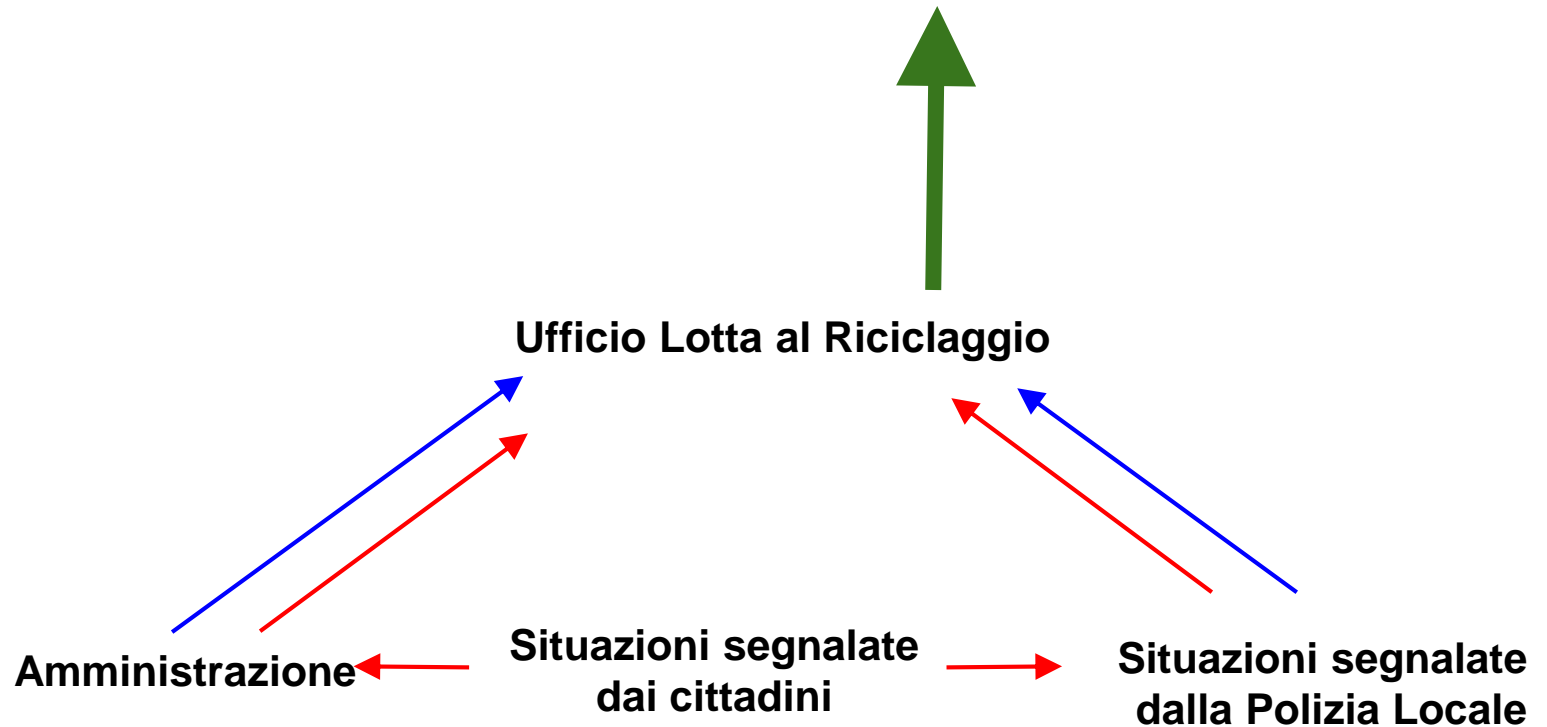 Ufficio Lotta al Riciclaggio
Amministrazione
Situazioni segnalate
dai cittadini
Situazioni segnalate
dalla Polizia Locale